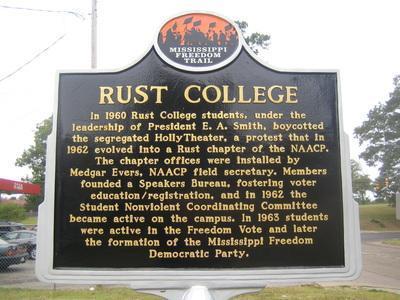 MISSISSIPPI
FREEDOM
TRAIL
RUST COLLEGE
In 1960 Rust College students, under the
leadership of President E. A. Smith, boycotted
the segregated HollyTheater, a protest that in
1962 evolved into a Rust chapter of the NAACP.
The chapter offices were installed by
Medgar Evers, NAACP field secretary. Members
founded a Speakers Bureau, fostering voter
education/registration, and in 1962 the
Student Nonviolent Coordinating Committee
became active on the campus. In 1963 students
were active in the Freedom Vote and later
the formation of the Mississippi Freedom
Democratic Party.